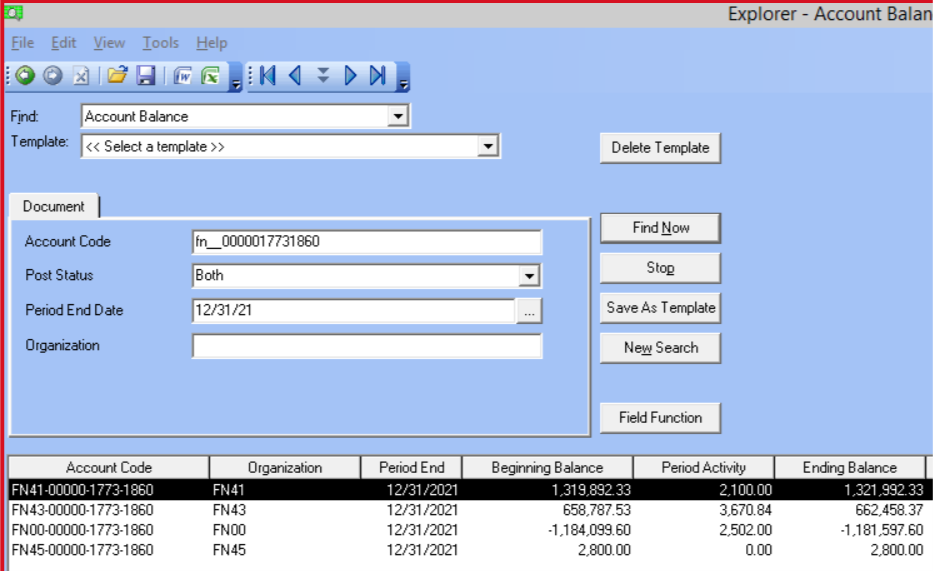 Explorer - Account Balan
File Edit View Tools Help
Find: Account Balance
Template: << Select a template >> Delete Template
Document
Account Code fn__0000017731860 Find Now
Post Status Both Stop
Period End Date 12/31/21 ... Save As Template
Organization New Search
Field Function
Account Code Organization Period End Beginning Balance Period Activity Ending Balance
FN41-00000-1773-1860 FN41 12/31/2021 1,319,892.33 2,100.00 1,321,992.33
FN43-00000-1773-1860 FN43 12/31/2021 658,787.53 3,670.84 662,458.37
FN00-00000-1773-1860 FN00 12/31/2021 -1,184,099.60 2,502.00 -1,181,597.60
FN45-00000-1773-1860 FN45 12/31/2021 2,800.00 0.00 2,800.00